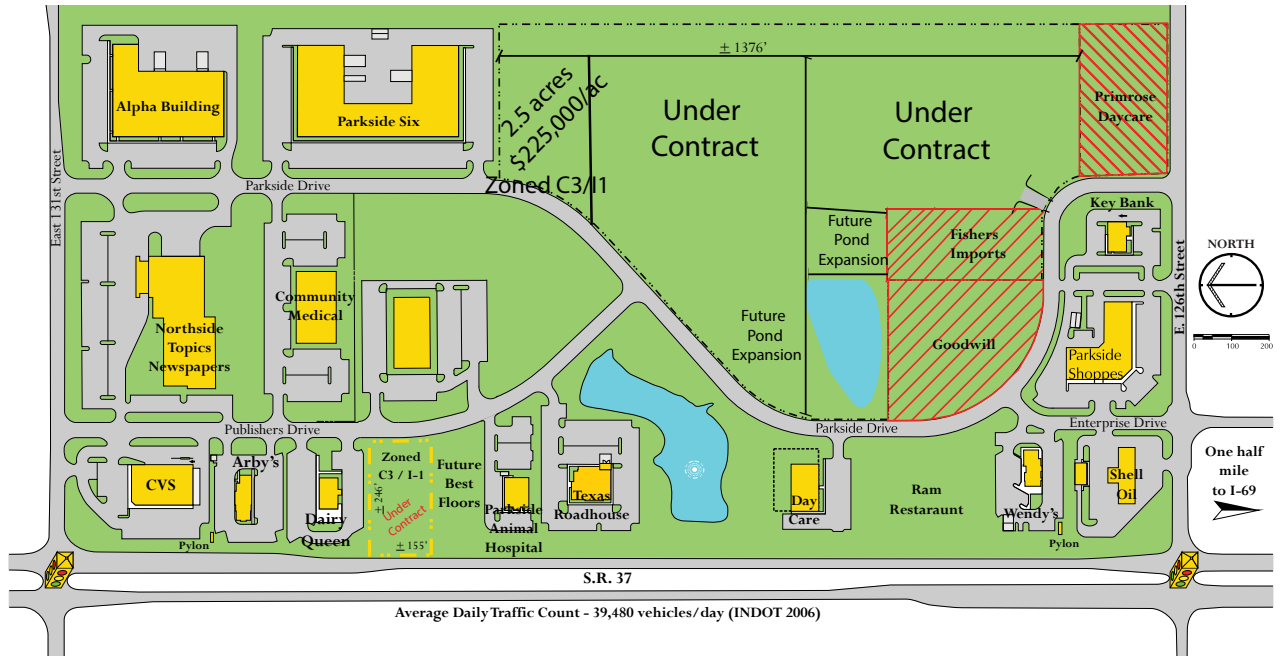 ± 1376'
Alpha Building
Parkside Six
2.5 acres
$225,000/ac
Zoned C3/I1
Under
Contract
Under
Contract
Primrose
Daycare
East 131st Street
Parkside Drive
Key Bank
Future
Pond
Expansion
Fishers
Imports
E. 126th Street
NORTH
0
100
200
Community
Medical
Northside
Topics
Newspapers
Future
Pond
Expansion
Goodwill
Parkside
Shoppes
Publishers Drive
Parkside Drive
Enterprise Drive
CVS
Arby's
Dairy
Queen
Zoned
C3 / I-1
± 246'
Under
Contract
± 155'
Future
Best
Floors
Parkside
Animal
Hospital
Texas
Roadhouse
Day
Care
Ram
Restaraunt
Wendy's
Shell
Oil
One half
mile
to I-69
Pylon
Pylon
S.R. 37
Average Daily Traffic Count - 39,480 vehicles/day (INDOT 2006)